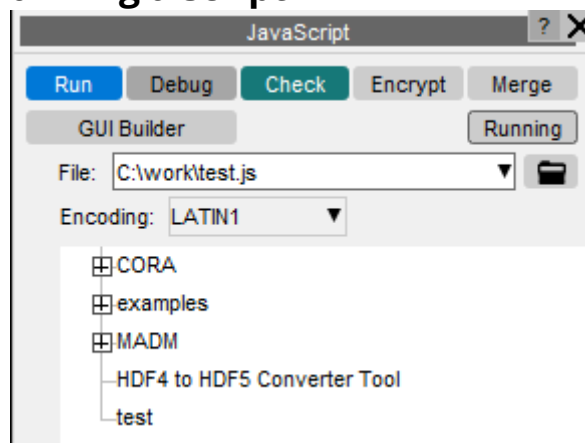 JavaScript ? X
Run Debug Check Encrypt Merge
GUI Builder Running
File: C:\work\test.js
Encoding: LATIN1
CORA
examples
MADM
HDF4 to HDF5 Converter Tool
test